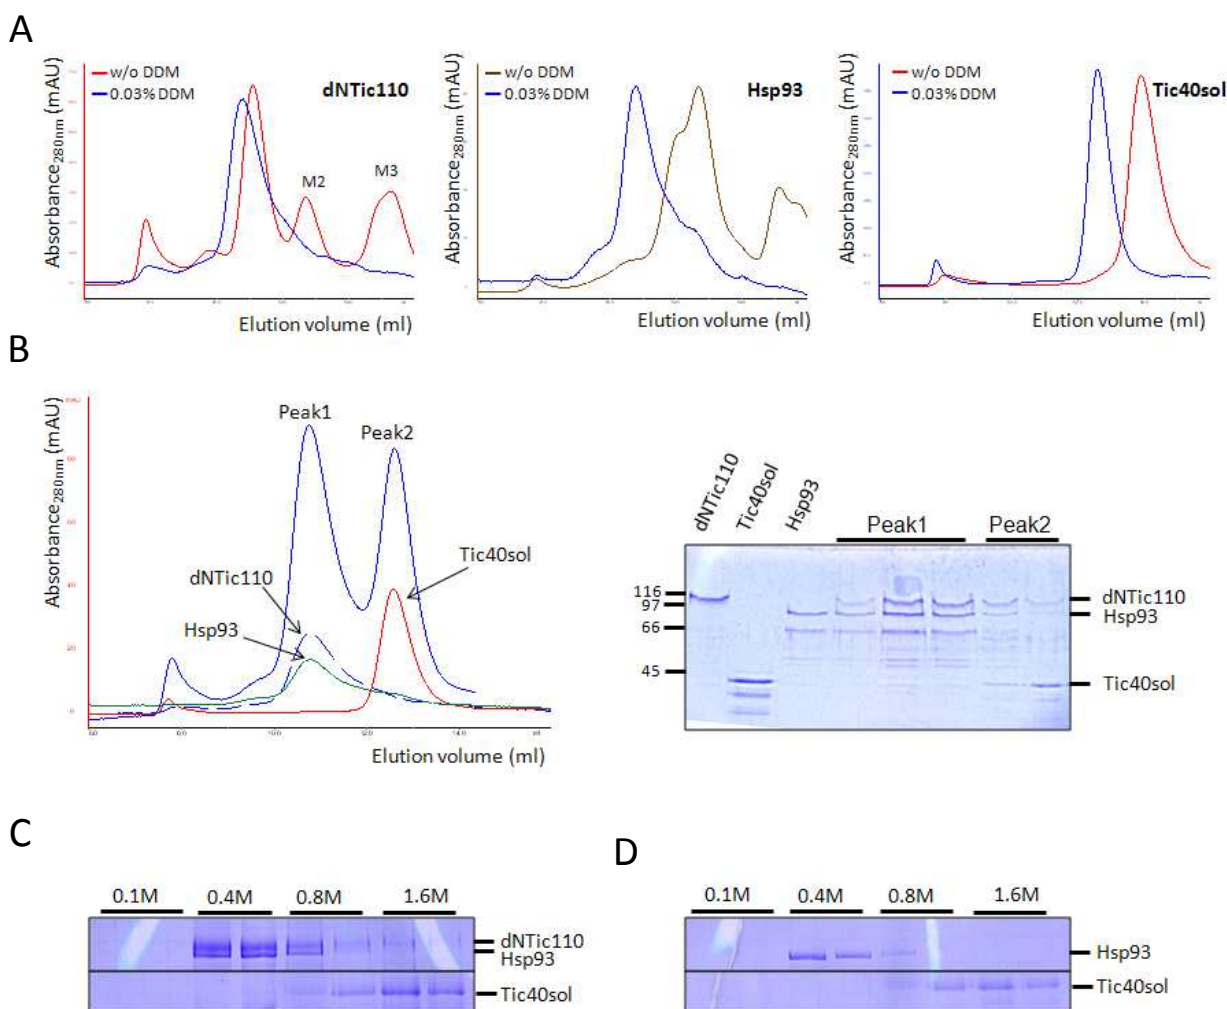 A
w/o DDM
0.03% DDM
dNTic110
M2
M3
Absorbance280nm (mAU)
Elution volume (ml)
w/o DDM
0.03% DDM
Hsp93
Absorbance280nm (mAU)
Elution volume (ml)
w/o DDM
0.03% DDM
Tic40sol
Absorbance280nm (mAU)
Elution volume (ml)
B
Peak1
Peak2
dNTic110
Hsp93
Tic40sol
Absorbance280nm (mAU)
Elution volume (ml)
dNTic110
Tic40sol
Hsp93
Peak1
Peak2
116
97
66
45
dNTic110
Hsp93
Tic40sol
C
0.1M
0.4M
0.8M
1.6M
dNTic110
Hsp93
Tic40sol
D
0.1M
0.4M
0.8M
1.6M
Hsp93
Tic40sol